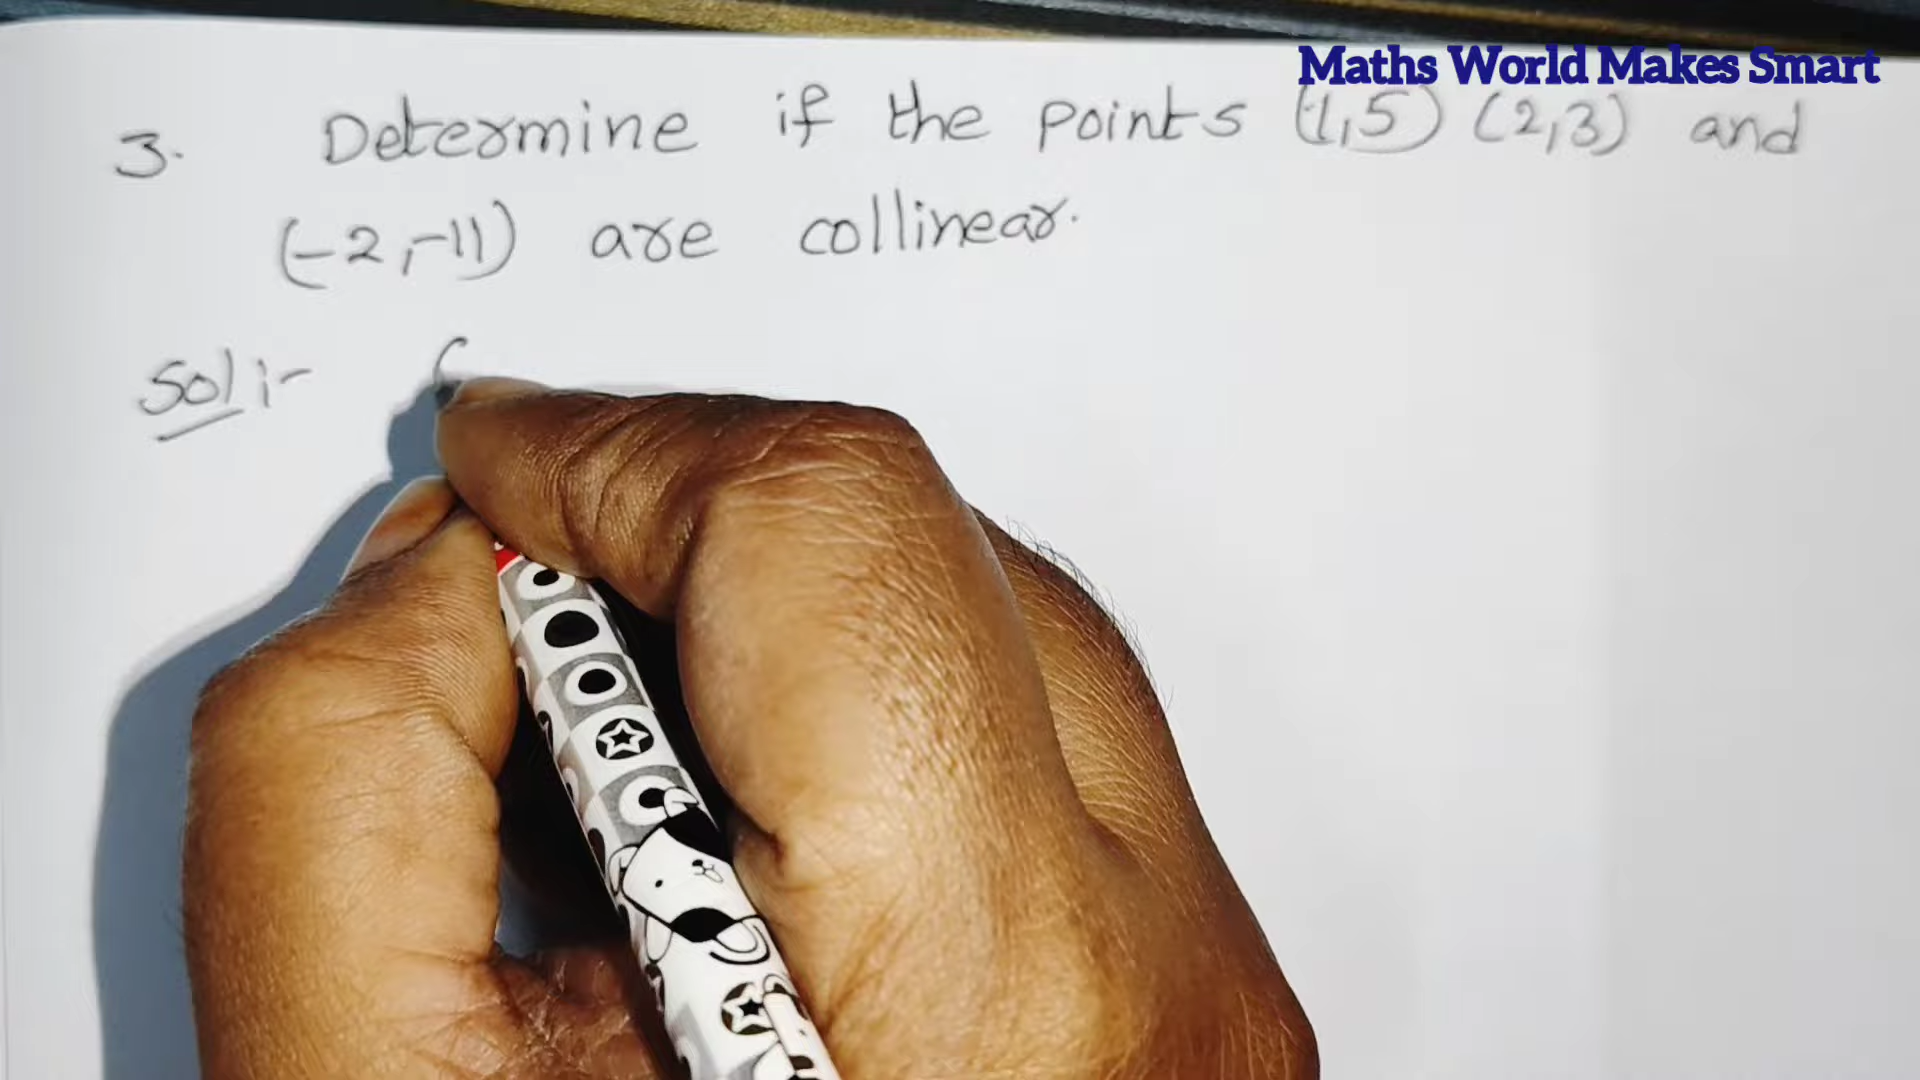 Maths World Makes Smart
3. Determine if the points (1,5) (2,3) and
(-2,-11) are collinear.
Sol:-
(